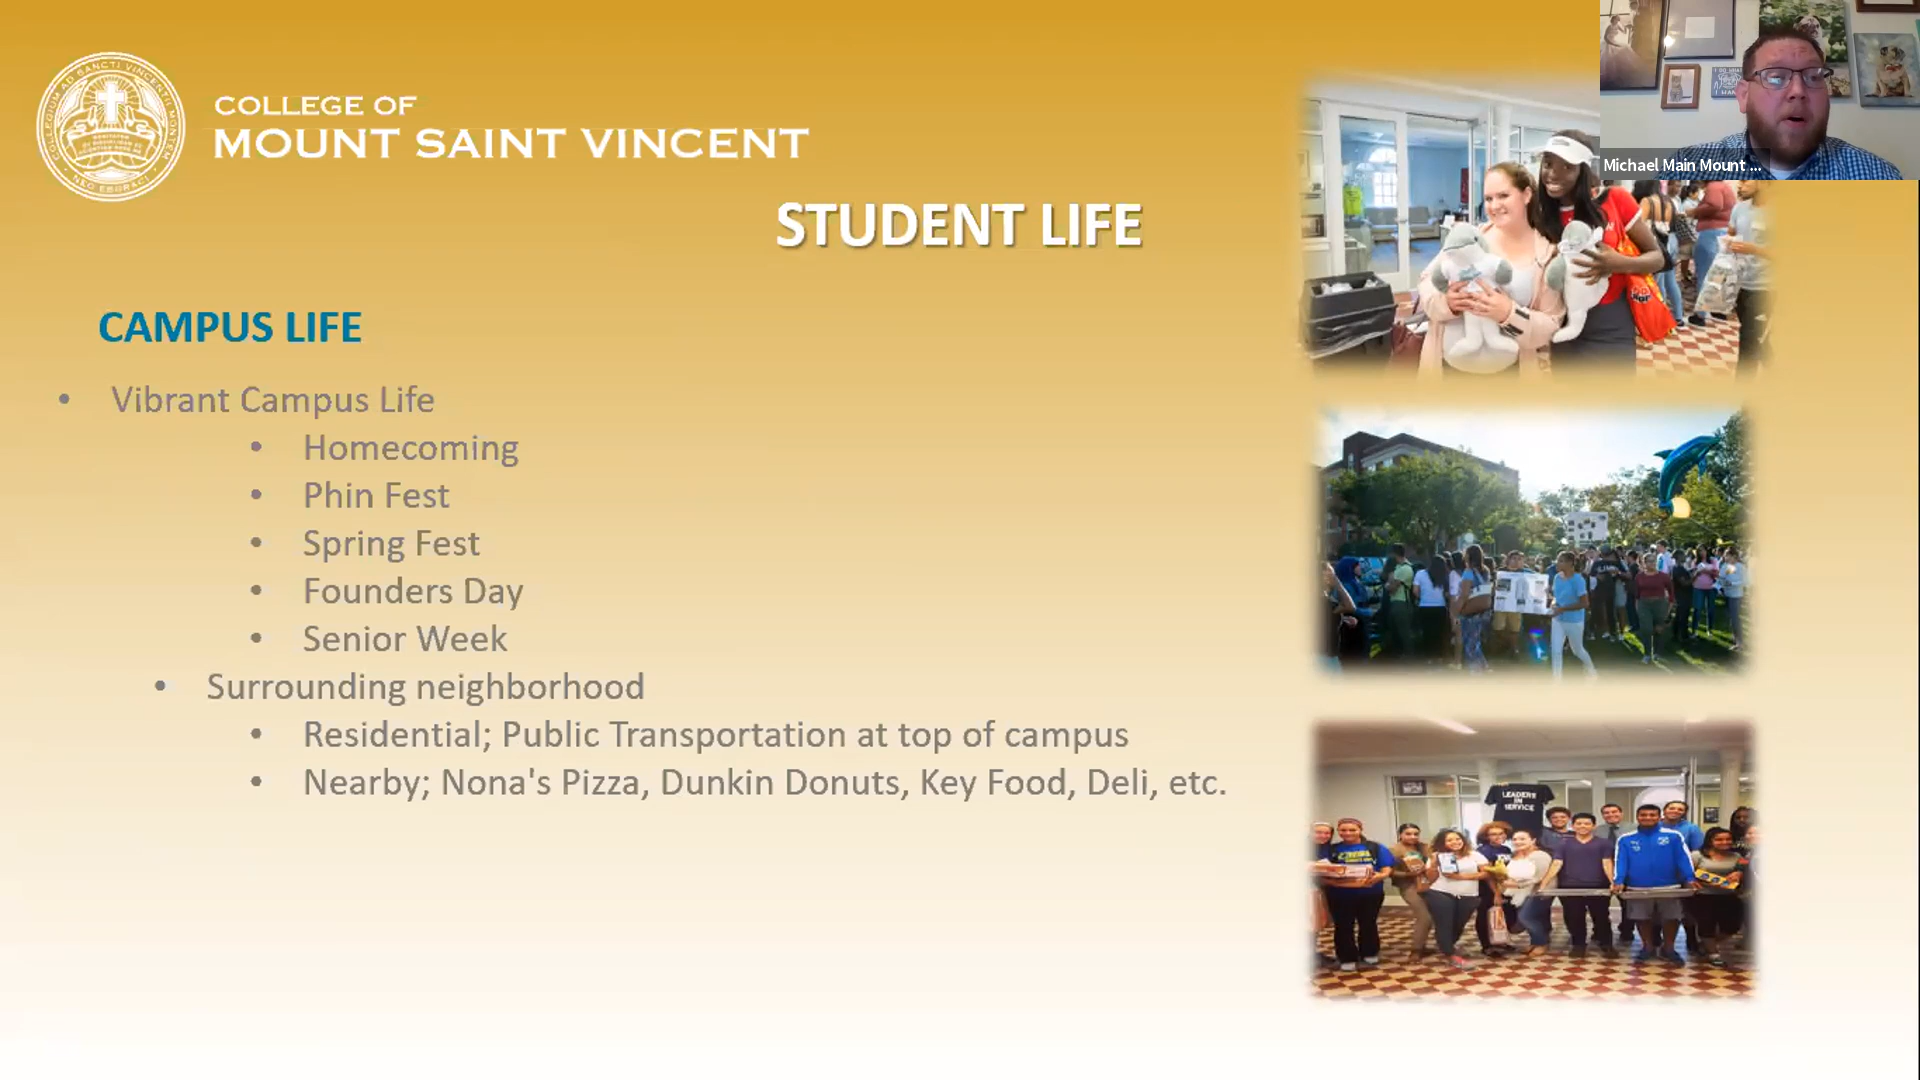 COLLEGE OF
MOUNT SAINT VINCENT
STUDENT LIFE
Michael Main Mount ...
CAMPUS LIFE
• Vibrant Campus Life
• Homecoming
• Phin Fest
• Spring Fest
• Founders Day
• Senior Week
• Surrounding neighborhood
• Residential; Public Transportation at top of campus
• Nearby; Nona's Pizza, Dunkin Donuts, Key Food, Deli, etc.
LEADERS
IN
SERVICE